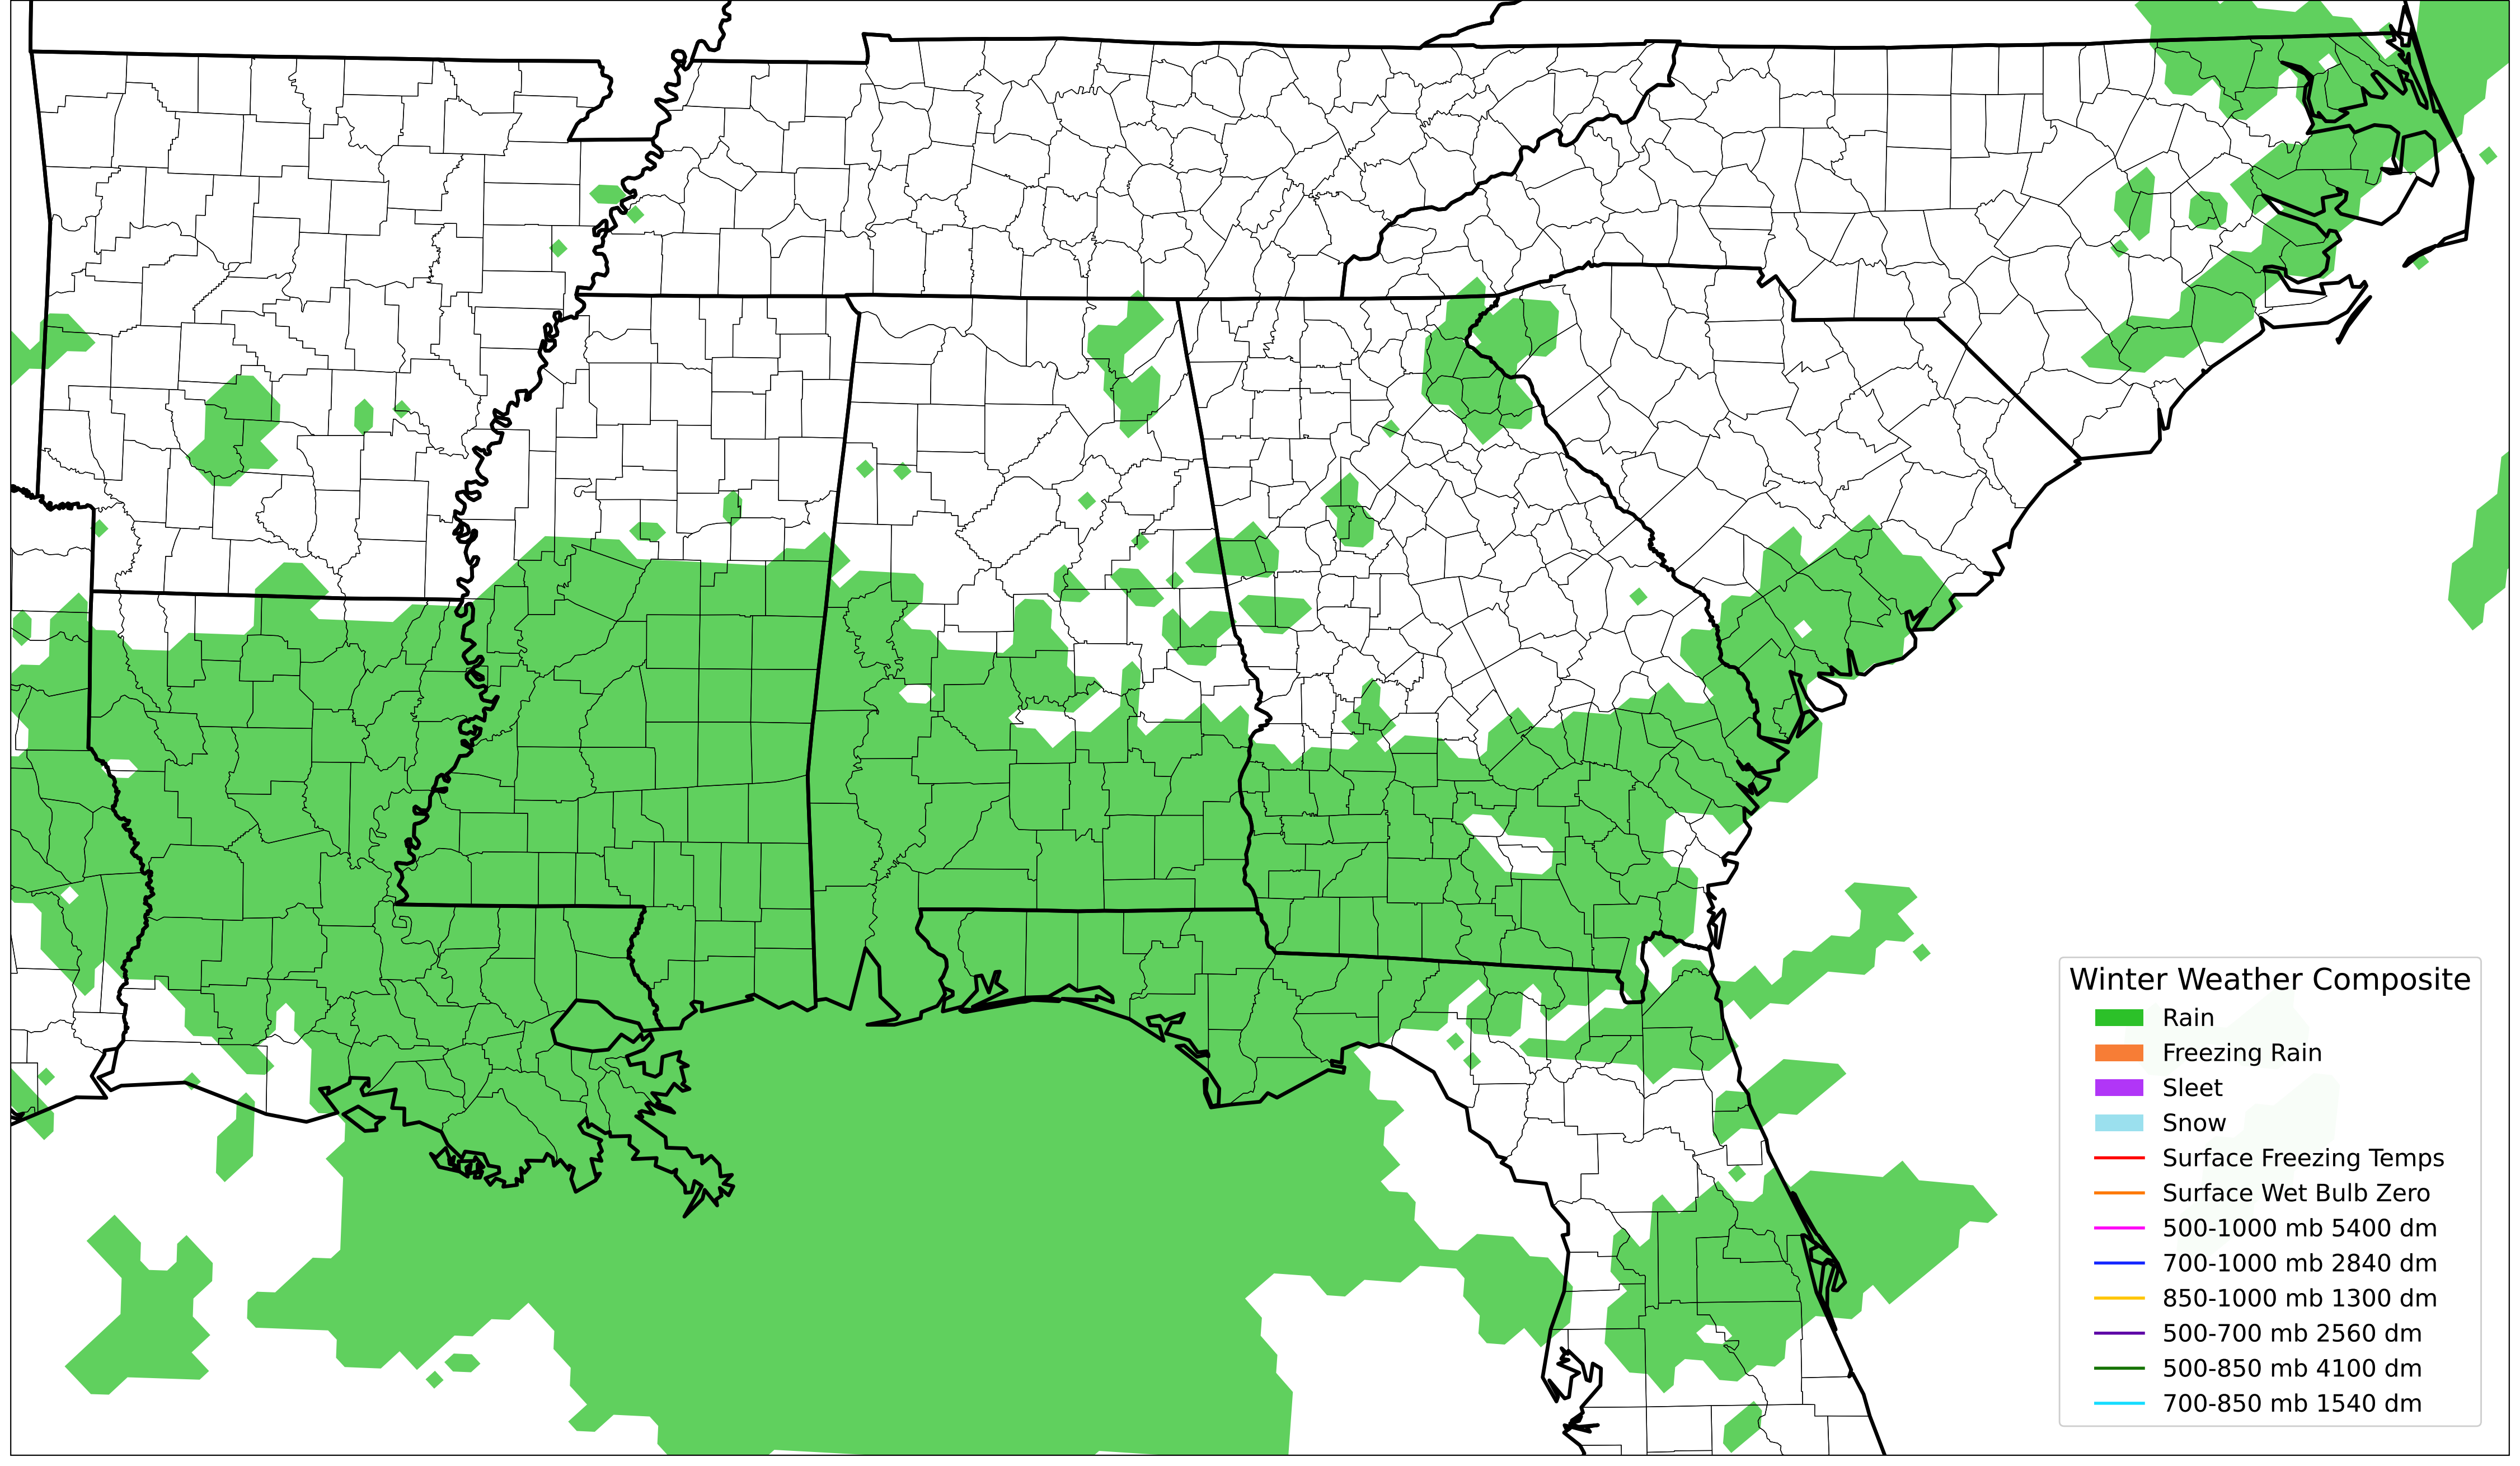 Winter Weather Composite
Rain
Freezing Rain
Sleet
Snow
Surface Freezing Temps
Surface Wet Bulb Zero
500-1000 mb 5400 dm
700-1000 mb 2840 dm
850-1000 mb 1300 dm
500-700 mb 2560 dm
500-850 mb 4100 dm
700-850 mb 1540 dm